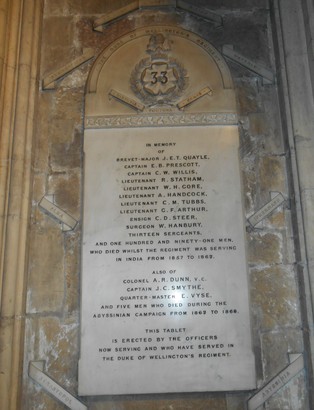 33
IN MEMORY
OF
BREVET-MAJOR J. E. T. QUAYLE,
CAPTAIN E. B. PRESCOTT,
CAPTAIN C. W. WILLIS,
LIEUTENANT R. STATHAM,
LIEUTENANT W. H. GORE,
LIEUTENANT A. HANDCOCK,
LIEUTENANT C. M. TUBBS,
LIEUTENANT G. F. ARTHUR,
ENSIGN C. D. STEER,
SURGEON W. HANBURY,
THIRTEEN SERGEANTS,
AND ONE HUNDRED AND NINETY-ONE MEN,
WHO DIED WHILST THE REGIMENT WAS SERVING
IN INDIA FROM 1857 TO 1862.
ALSO OF
COLONEL A. R. DUNN, V.C.
CAPTAIN J. C. SMYTHE,
QUARTER-MASTER E. VYSE,
AND FIVE MEN WHO DIED DURING THE
ABYSSINIAN CAMPAIGN FROM 1867 TO 1868.
THIS TABLET
IS ERECTED BY THE OFFICERS
NOW SERVING AND WHO HAVE SERVED IN
THE DUKE OF WELLINGTON'S REGIMENT.